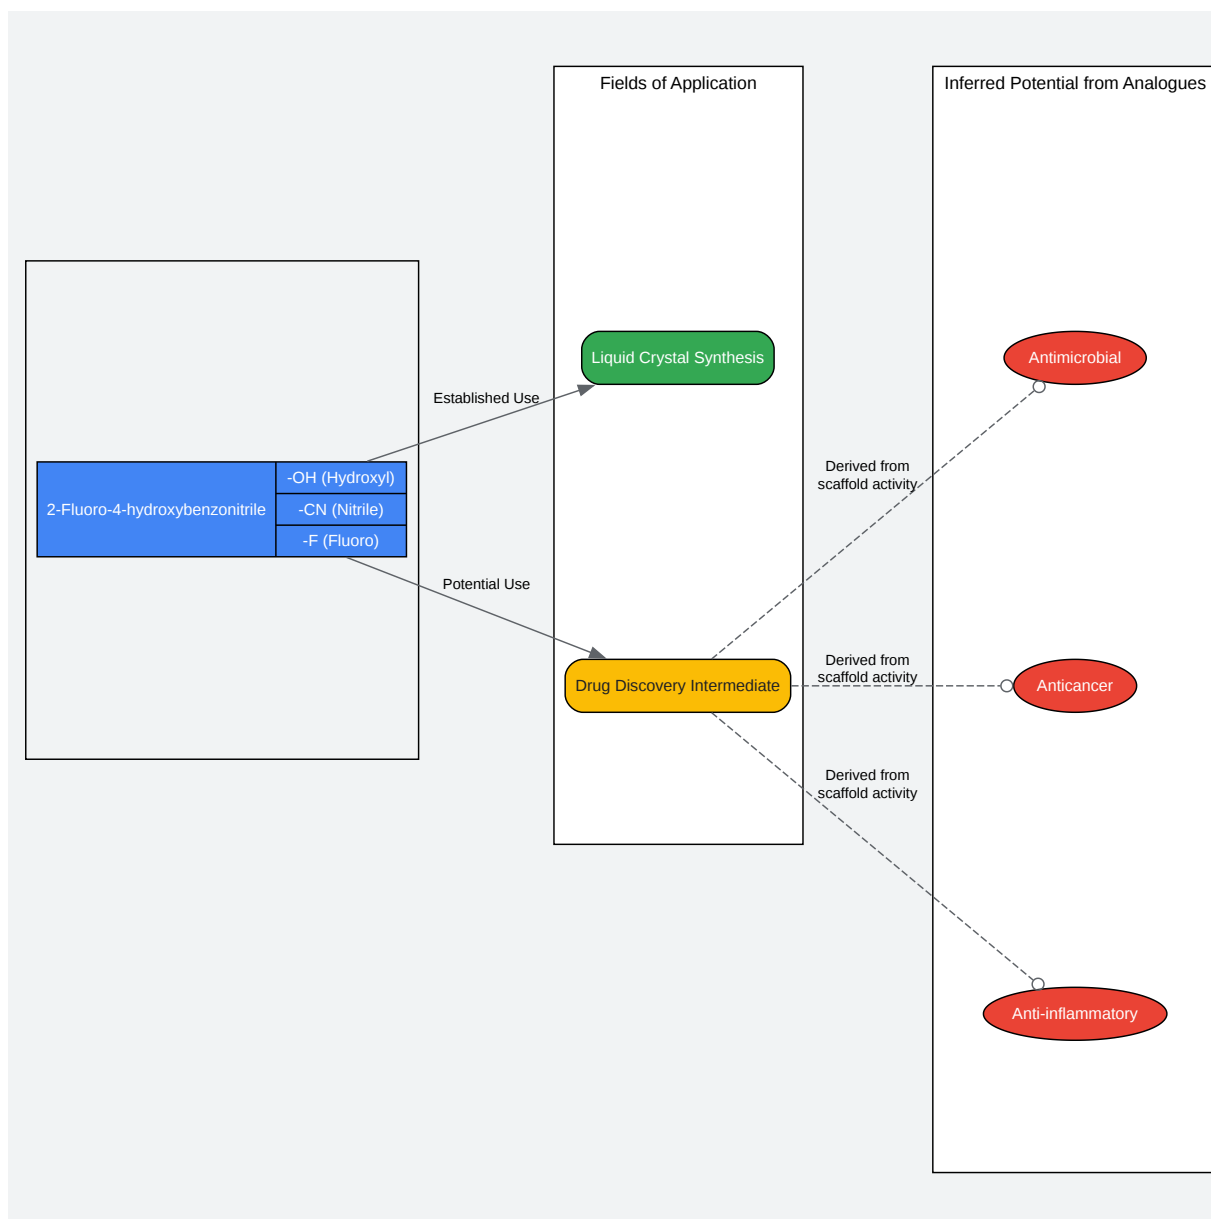 Fields of Application
Inferred Potential from Analogues
Liquid Crystal Synthesis
Antimicrobial
Established Use
Derived from
scaffold activity
2-Fluoro-4-hydroxybenzonitrile
-OH (Hydroxyl)
-CN (Nitrile)
-F (Fluoro)
Potential Use
Derived from
scaffold activity
Drug Discovery Intermediate
Anticancer
Derived from
scaffold activity
Anti-inflammatory